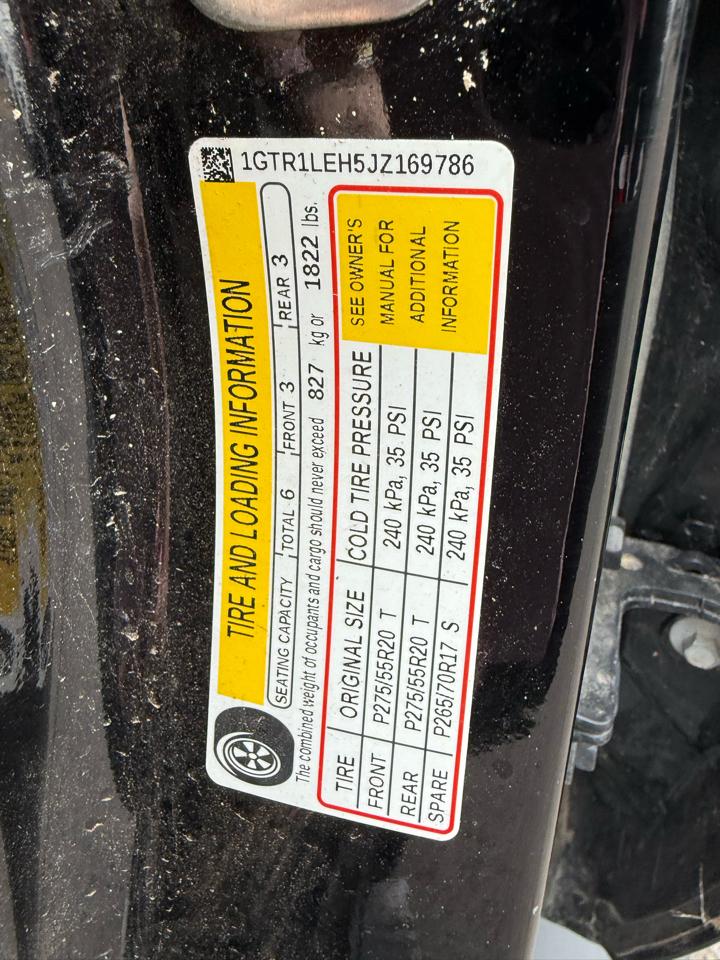 1GTR1LEH5JZ169786
TIRE AND LOADING INFORMATION
SEATING CAPACITY TOTAL 6 FRONT 3 REAR 3
The combined weight of occupants and cargo should never exceed 827 kg or 1822 lbs.
TIRE ORIGINAL SIZE COLD TIRE PRESSURE SEE OWNER'S
FRONT P275/55R20 T 240 kPa, 35 PSI MANUAL FOR
REAR P275/55R20 T 240 kPa, 35 PSI ADDITIONAL
SPARE P265/70R17 S 240 kPa, 35 PSI INFORMATION